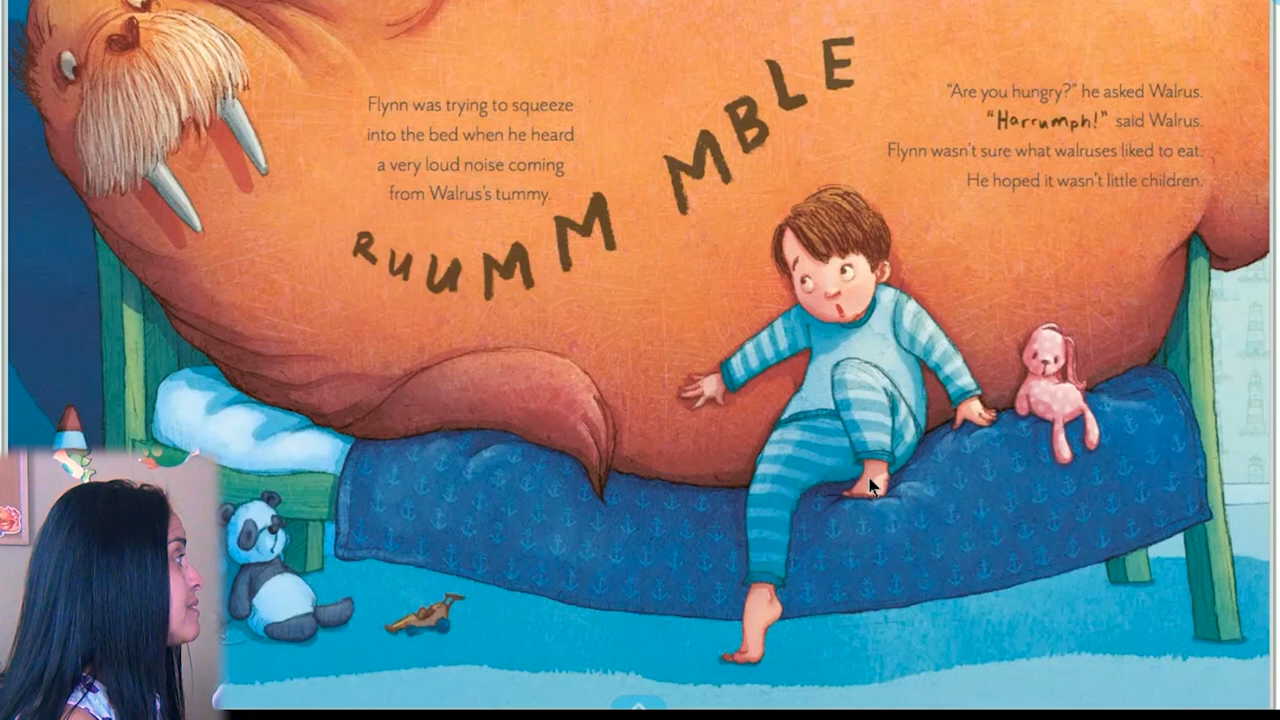 Flynn was trying to squeeze
into the bed when he heard
a very loud noise coming
from Walrus's tummy.
RUUMM MBLE
"Are you hungry?" he asked Walrus.
"Harrumph!" said Walrus.
Flynn wasn't sure what walruses liked to eat.
He hoped it wasn't little children.